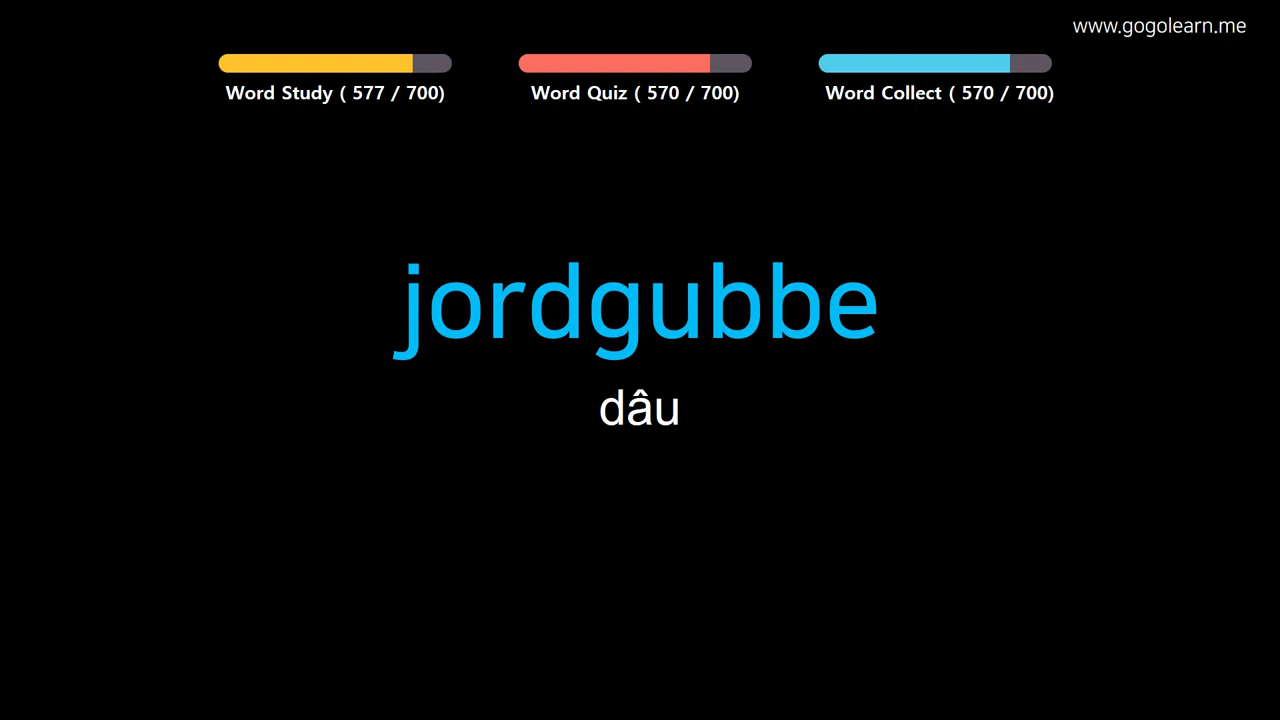 www.gogolearn.me
Word Study ( 577 / 700)
Word Quiz ( 570 / 700)
Word Collect ( 570 / 700)
jordgubbe
dâu